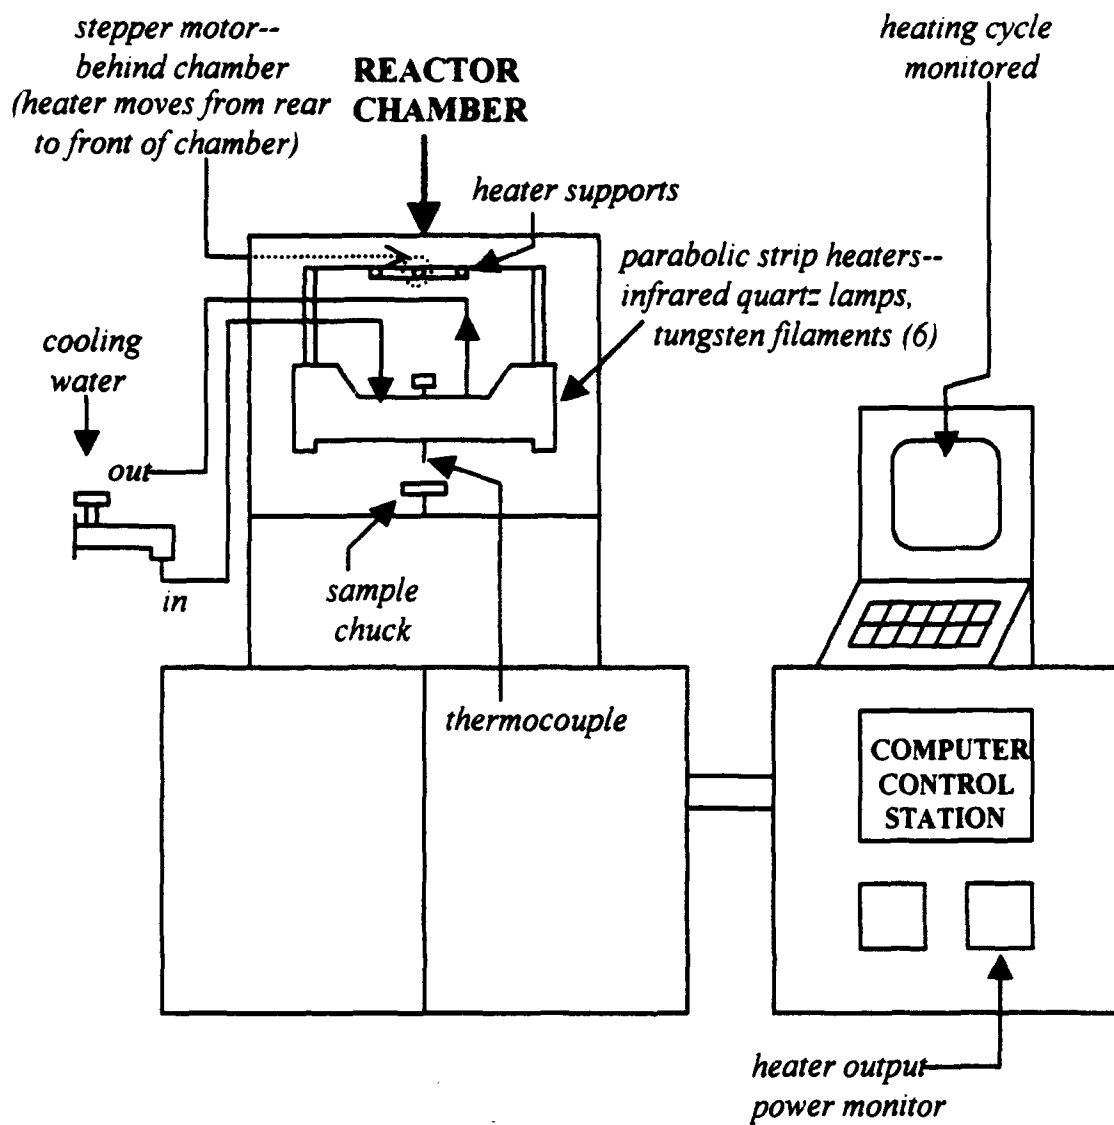 stepper motor--
behind chamber
(heater moves from rear
to front of chamber)
REACTOR
CHAMBER
heating cycle
monitored
heater supports
parabolic strip heaters--
infrared quartz lamps,
tungsten filaments (6)
cooling
water
out
in
sample
chuck
thermocouple
COMPUTER
CONTROL
STATION
heater output
power monitor